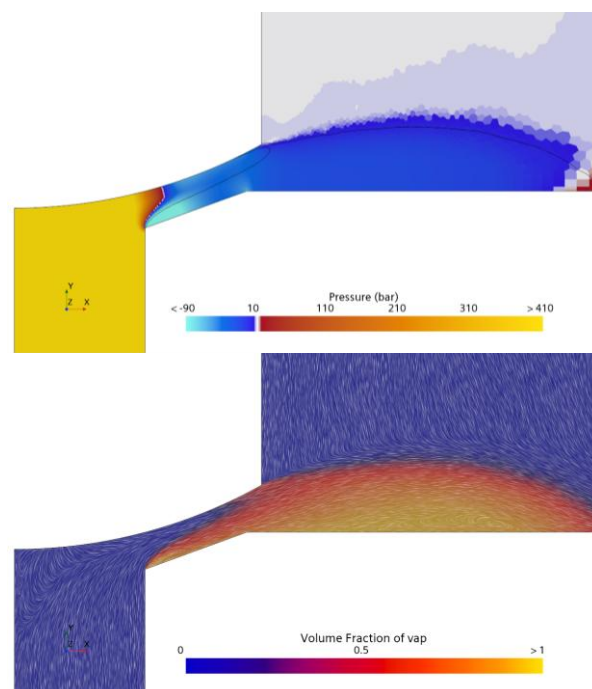 Y
Z X
Pressure (bar)
< -90 10 110 210 310 > 410
Y
Z X
Volume Fraction of vap
0 0.5 > 1